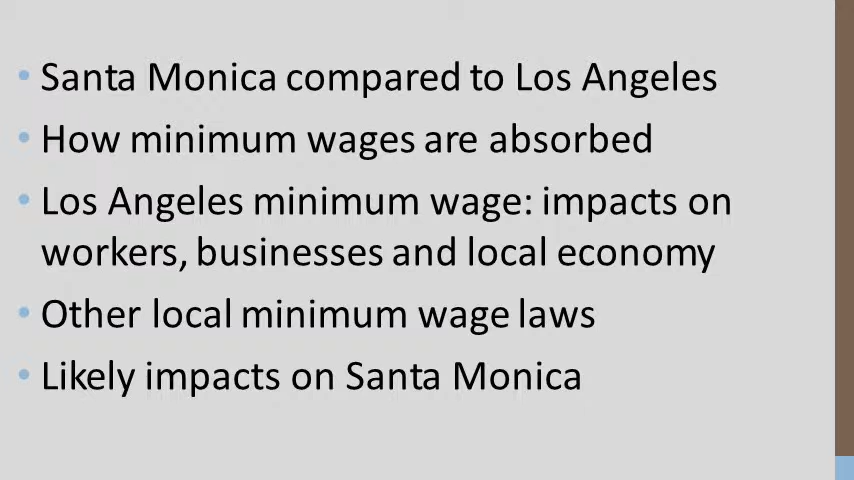 • Santa Monica compared to Los Angeles
• How minimum wages are absorbed
• Los Angeles minimum wage: impacts on
workers, businesses and local economy
• Other local minimum wage laws
• Likely impacts on Santa Monica